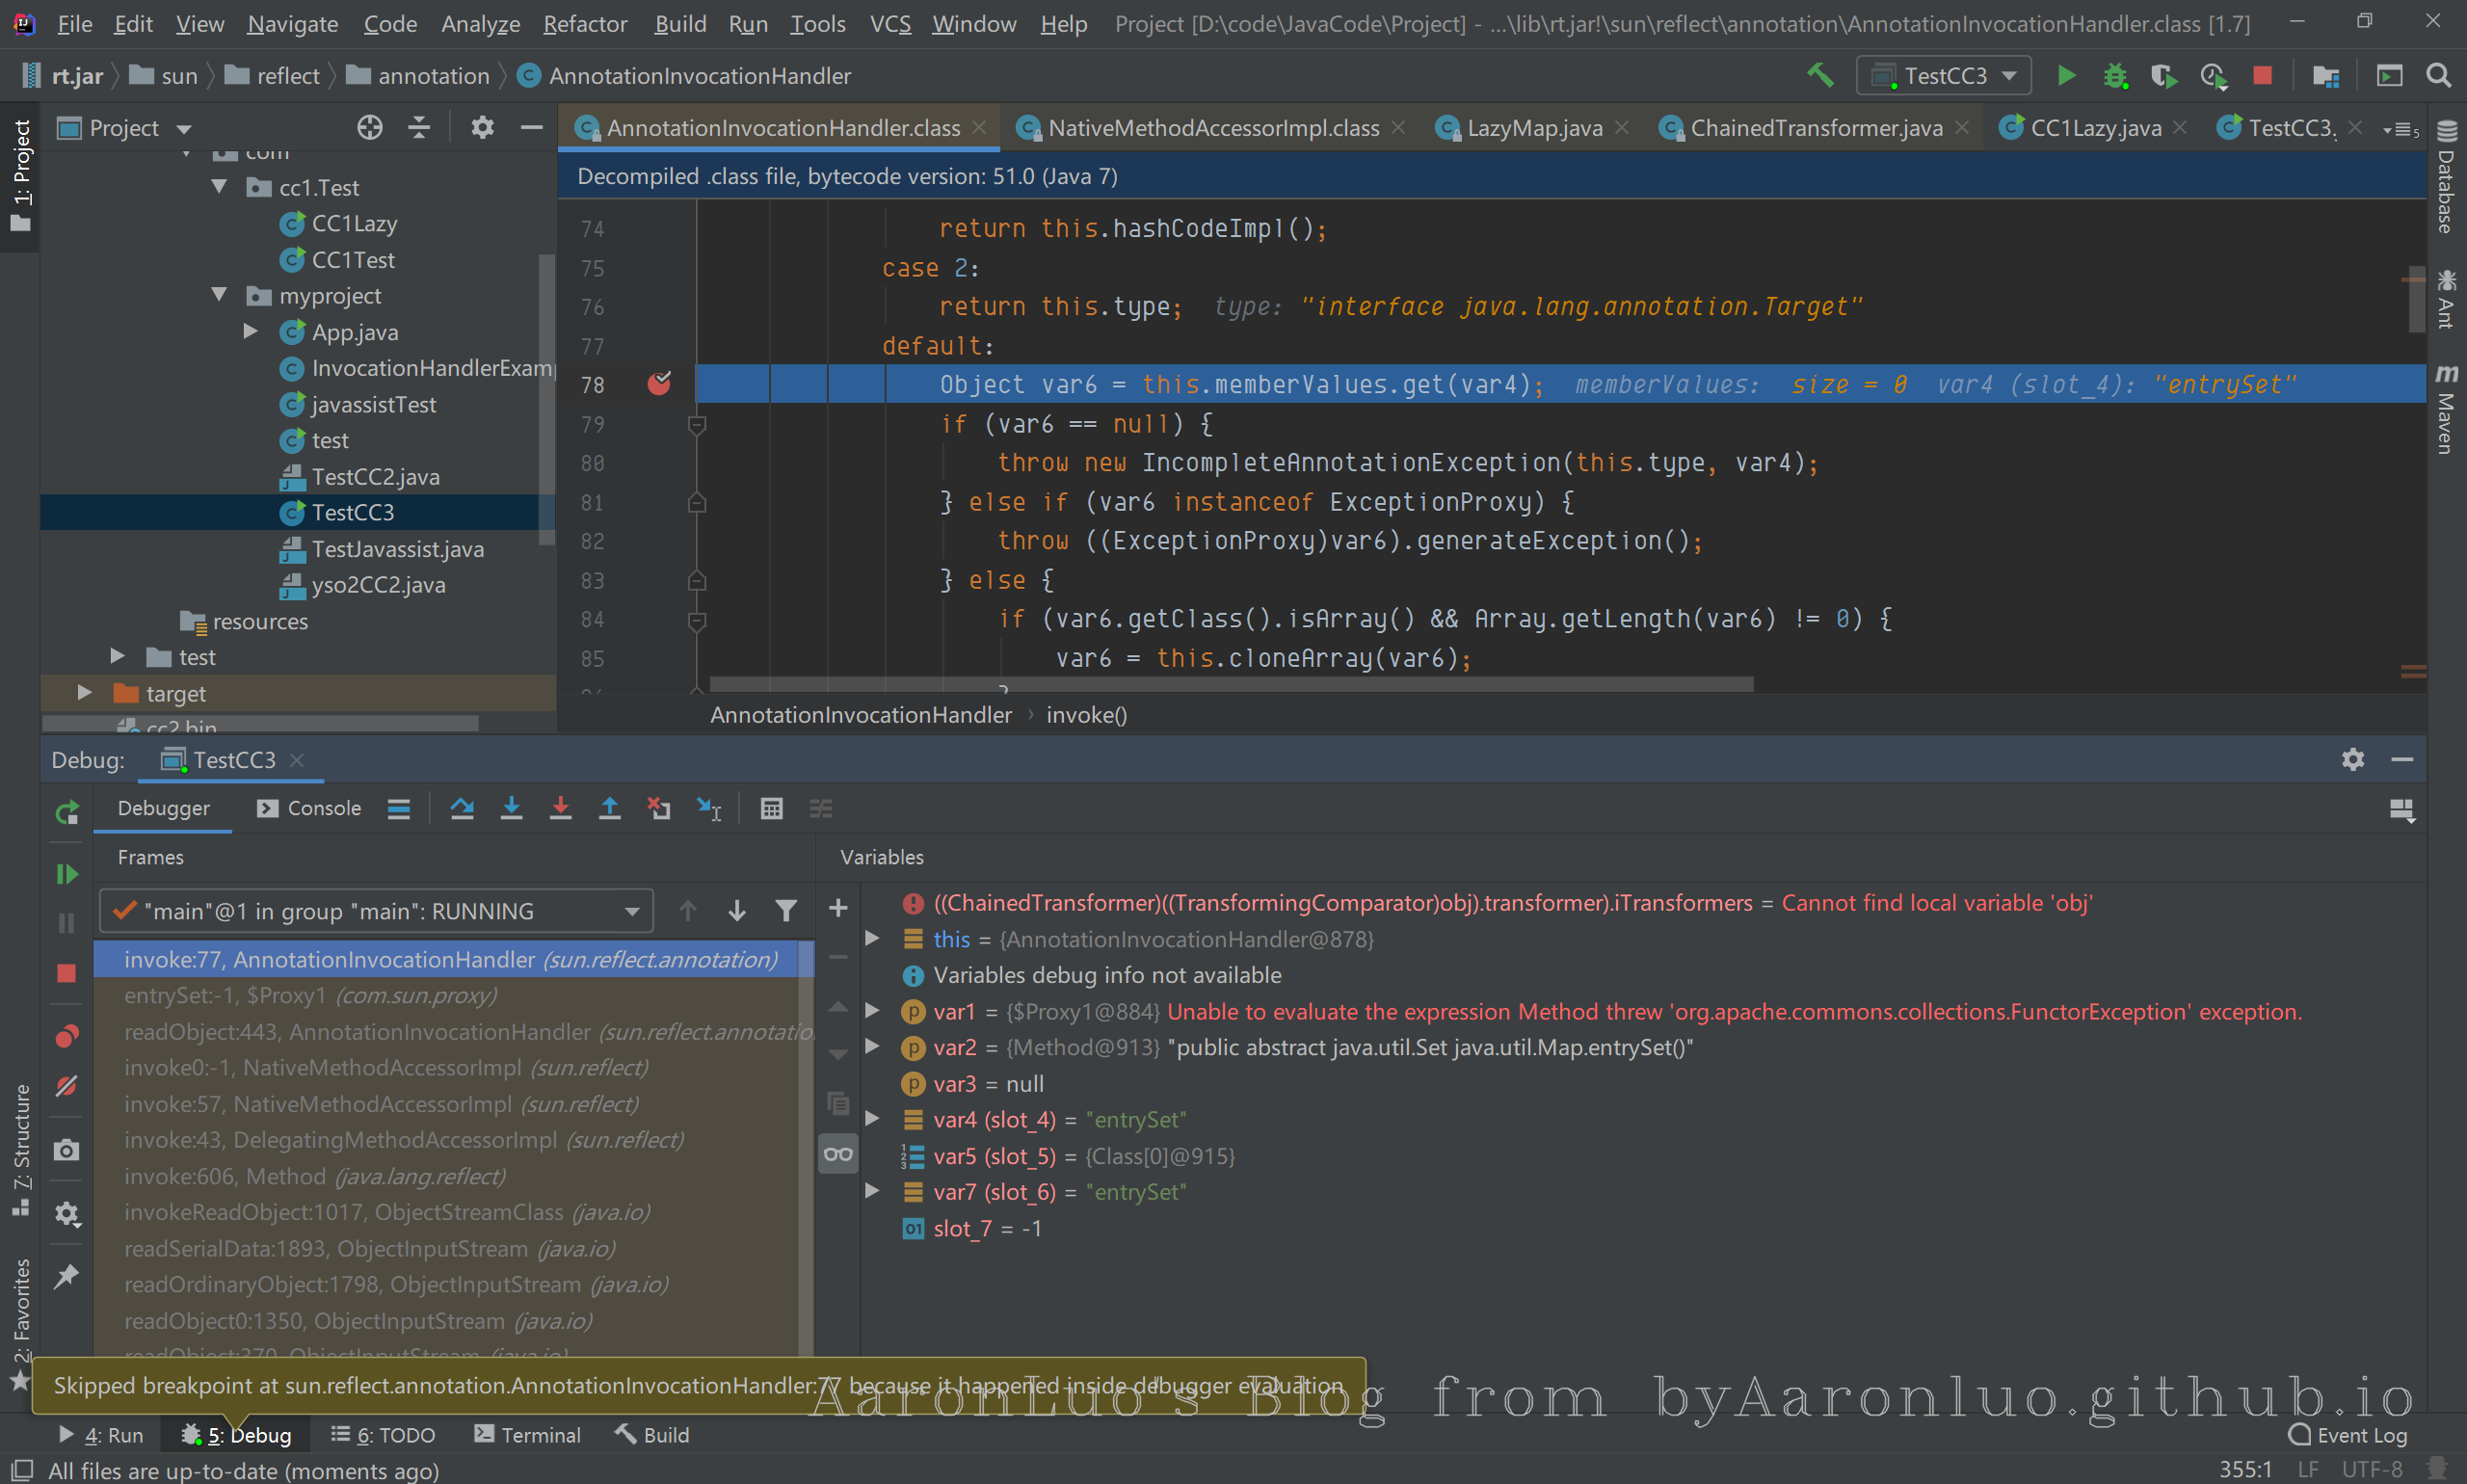 File Edit View Navigate Code Analyze Refactor Build Run Tools VCS Window Help Project [D:\code\JavaCode\Project] - ...\lib\rt.jar!\sun\reflect\annotation\AnnotationInvocationHandler.class [1.7]
rt.jar sun reflect annotation AnnotationInvocationHandler TestCC3
1: Project
Project
com
cc1.Test
CC1Lazy
CC1Test
myproject
App.java
InvocationHandlerExam
javassistTest
test
TestCC2.java
TestCC3
TestJavassist.java
yso2CC2.java
resources
test
target
cc2.bin
AnnotationInvocationHandler.class NativeMethodAccessorImpl.class LazyMap.java ChainedTransformer.java CC1Lazy.java TestCC3. 5
Decompiled .class file, bytecode version: 51.0 (Java 7)
74 return this.hashCodeImpl();
75 case 2:
76 return this.type; type: "interface java.lang.annotation.Target"
77 default:
78 Object var6 = this.memberValues.get(var4); memberValues: size = 0 var4 (slot_4): "entrySet"
79 if (var6 == null) {
80 throw new IncompleteAnnotationException(this.type, var4);
81 } else if (var6 instanceof ExceptionProxy) {
82 throw ((ExceptionProxy)var6).generateException();
83 } else {
84 if (var6.getClass().isArray() && Array.getLength(var6) != 0) {
85 var6 = this.cloneArray(var6);
AnnotationInvocationHandler › invoke()
Database
Ant
Maven
Debug: TestCC3
Debugger Console
Frames
"main"@1 in group "main": RUNNING
invoke:77, AnnotationInvocationHandler (sun.reflect.annotation)
entrySet:-1, $Proxy1 (com.sun.proxy)
readObject:443, AnnotationInvocationHandler (sun.reflect.annotatio
invoke0:-1, NativeMethodAccessorImpl (sun.reflect)
invoke:57, NativeMethodAccessorImpl (sun.reflect)
invoke:43, DelegatingMethodAccessorImpl (sun.reflect)
invoke:606, Method (java.lang.reflect)
invokeReadObject:1017, ObjectStreamClass (java.io)
readSerialData:1893, ObjectInputStream (java.io)
readOrdinaryObject:1798, ObjectInputStream (java.io)
readObject0:1350, ObjectInputStream (java.io)
readObject:370, ObjectInputStream (java.io)
Variables
((ChainedTransformer)((TransformingComparator)obj).transformer).iTransformers = Cannot find local variable 'obj'
this = {AnnotationInvocationHandler@878}
Variables debug info not available
var1 = {$Proxy1@884} Unable to evaluate the expression Method threw 'org.apache.commons.collections.FunctorException' exception.
var2 = {Method@913} "public abstract java.util.Set java.util.Map.entrySet()"
var3 = null
var4 (slot_4) = "entrySet"
var5 (slot_5) = {Class[0]@915}
var7 (slot_6) = "entrySet"
slot_7 = -1
7: Structure
2: Favorites
Skipped breakpoint at sun.reflect.annotation.AnnotationInvocationHandler:77 because it happened inside debugger evaluation
AaronLuo's Blog from byAaronluo.github.io
4: Run 5: Debug 6: TODO Terminal Build Event Log
All files are up-to-date (moments ago) 355:1 LF UTF-8